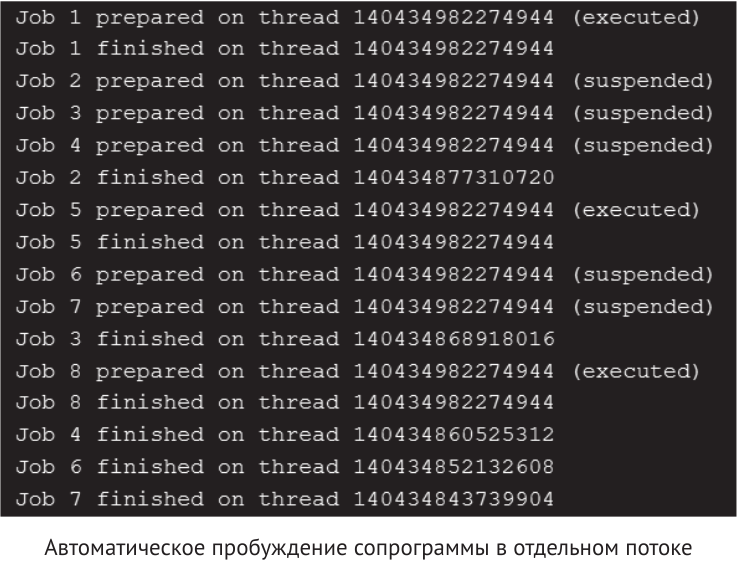 Job 1 prepared on thread 140434982274944 (executed)
Job 1 finished on thread 140434982274944
Job 2 prepared on thread 140434982274944 (suspended)
Job 3 prepared on thread 140434982274944 (suspended)
Job 4 prepared on thread 140434982274944 (suspended)
Job 2 finished on thread 140434877310720
Job 5 prepared on thread 140434982274944 (executed)
Job 5 finished on thread 140434982274944
Job 6 prepared on thread 140434982274944 (suspended)
Job 7 prepared on thread 140434982274944 (suspended)
Job 3 finished on thread 140434868918016
Job 8 prepared on thread 140434982274944 (executed)
Job 8 finished on thread 140434982274944
Job 4 finished on thread 140434860525312
Job 6 finished on thread 140434852132608
Job 7 finished on thread 140434843739904
Автоматическое пробуждение сопрограммы в отдельном потоке